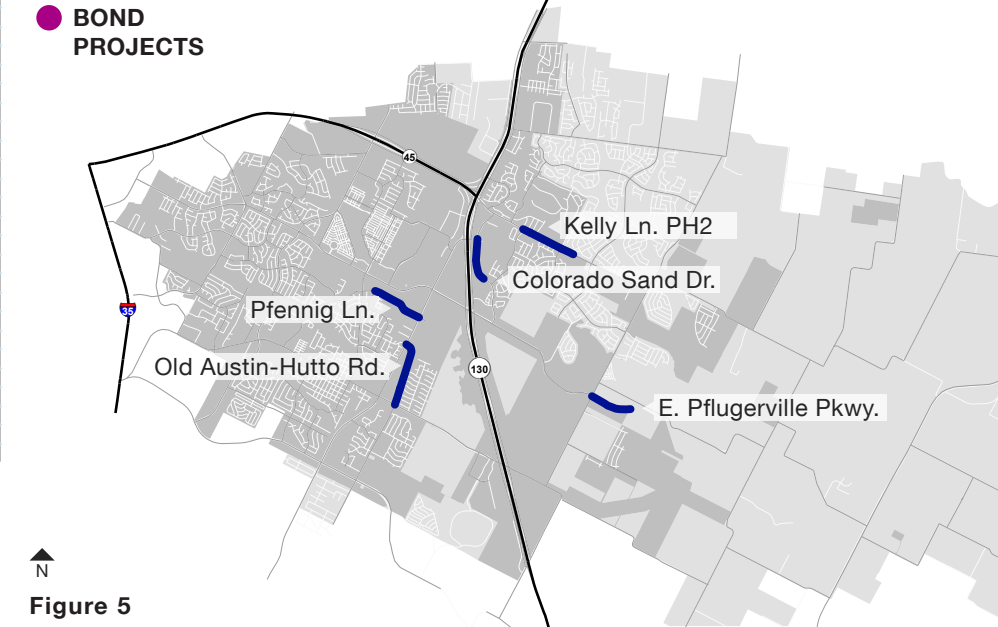 BOND
PROJECTS
45
Kelly Ln. PH2
Colorado Sand Dr.
Pfennig Ln.
35
Old Austin-Hutto Rd.
130
E. Pflugerville Pkwy.
N
Figure 5